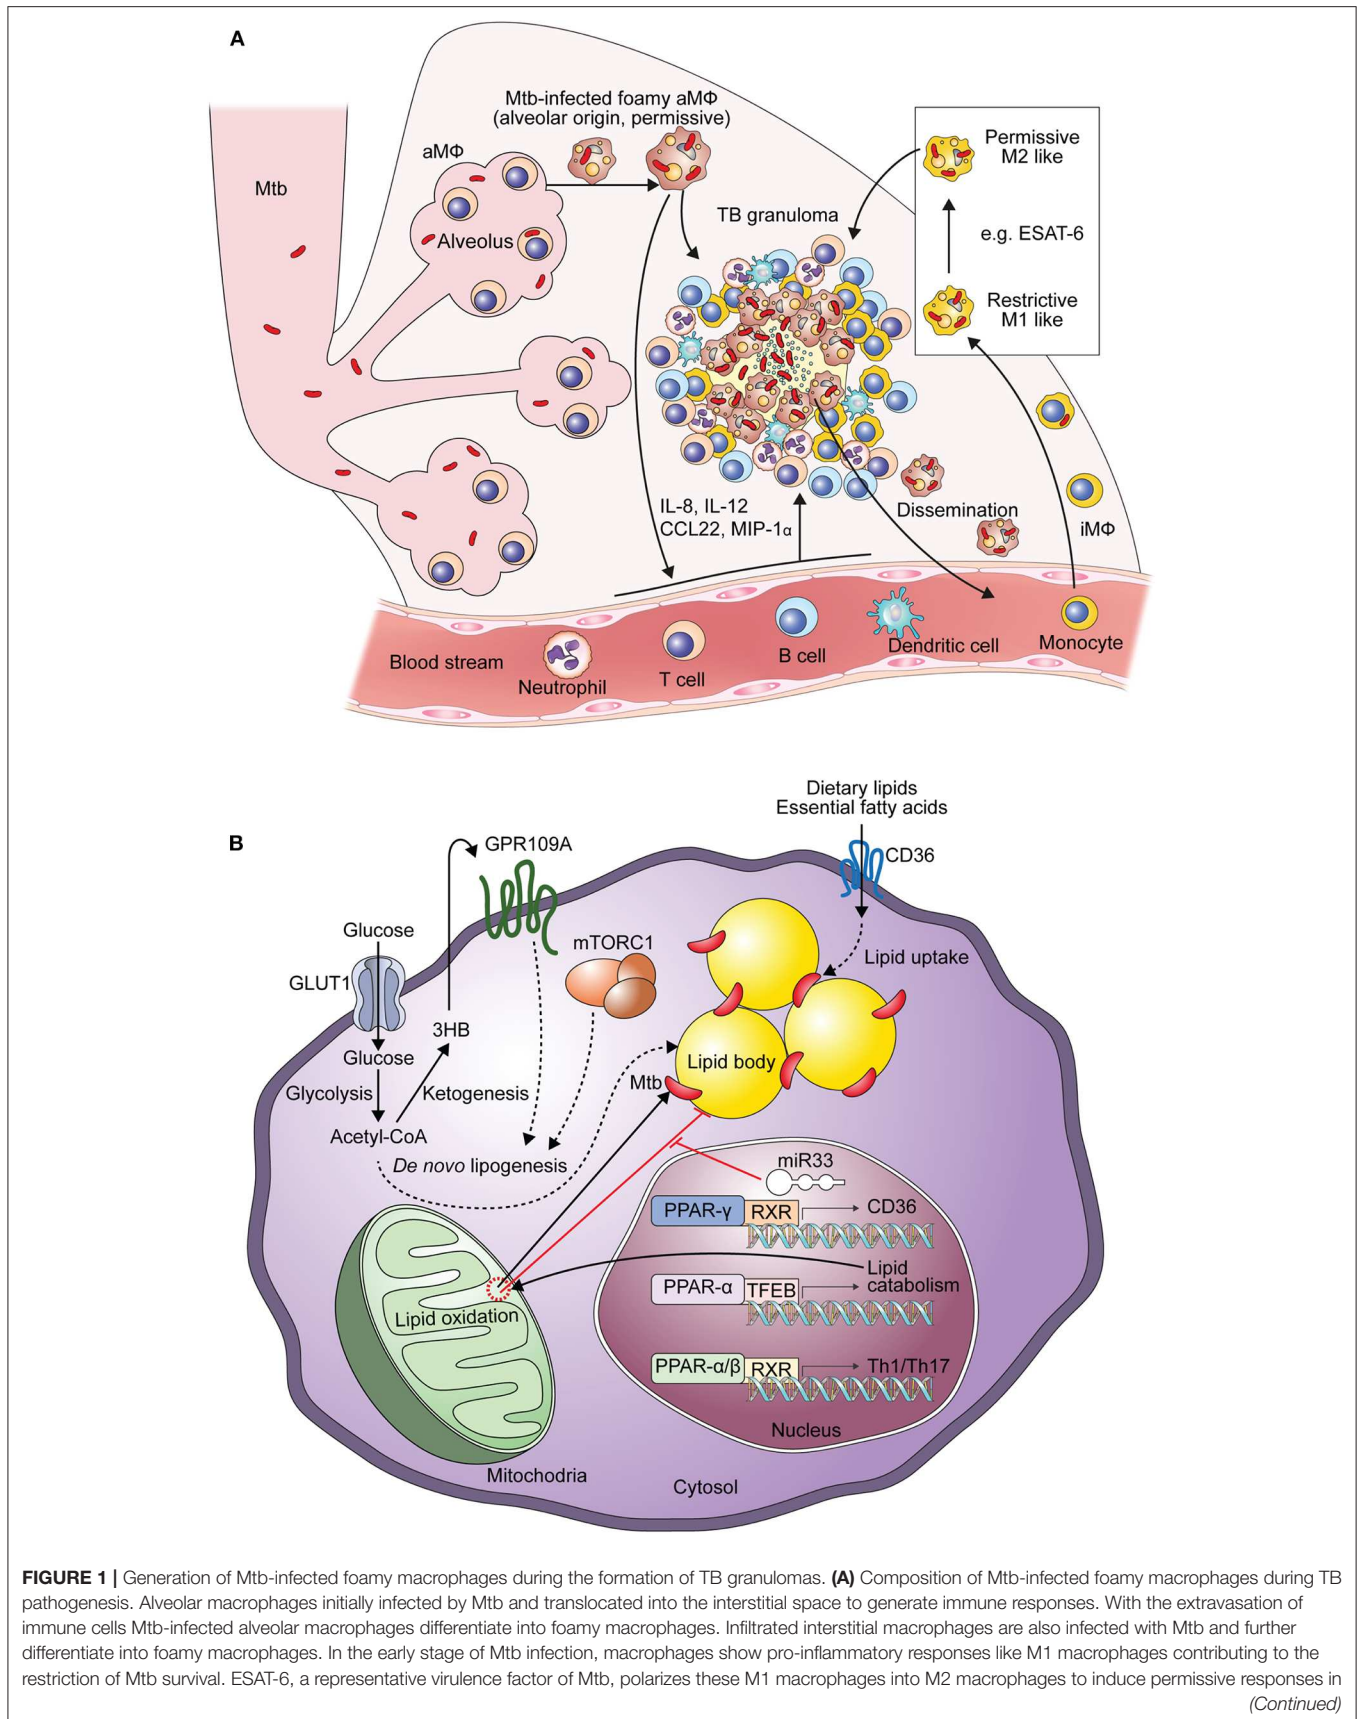 A
Mtb-infected foamy aMΦ
(alveolar origin, permissive)
aMΦ
Mtb
Alveolus
TB granuloma
Permissive
M2 like
e.g. ESAT-6
Restrictive
M1 like
IL-8, IL-12
CCL22, MIP-1α
Dissemination
iMΦ
Blood stream
Neutrophil
T cell
B cell
Dendritic cell
Monocyte
B
Dietary lipids
Essential fatty acids
GPR109A
CD36
Glucose
mTORC1
Lipid uptake
GLUT1
3HB
Glucose
Glycolysis
Ketogenesis
Lipid body
Mtb
Acetyl-CoA
De novo lipogenesis
miR33
PPAR-γ
RXR
CD36
Lipid
catabolism
PPAR-α
TFEB
Lipid oxidation
PPAR-α/β
RXR
Th1/Th17
Nucleus
Mitochodria
Cytosol
FIGURE 1 | Generation of Mtb-infected foamy macrophages during the formation of TB granulomas. (A) Composition of Mtb-infected foamy macrophages during TB
pathogenesis. Alveolar macrophages initially infected by Mtb and translocated into the interstitial space to generate immune responses. With the extravasation of
immune cells Mtb-infected alveolar macrophages differentiate into foamy macrophages. Infiltrated interstitial macrophages are also infected with Mtb and further
differentiate into foamy macrophages. In the early stage of Mtb infection, macrophages show pro-inflammatory responses like M1 macrophages contributing to the
restriction of Mtb survival. ESAT-6, a representative virulence factor of Mtb, polarizes these M1 macrophages into M2 macrophages to induce permissive responses in
(Continued)